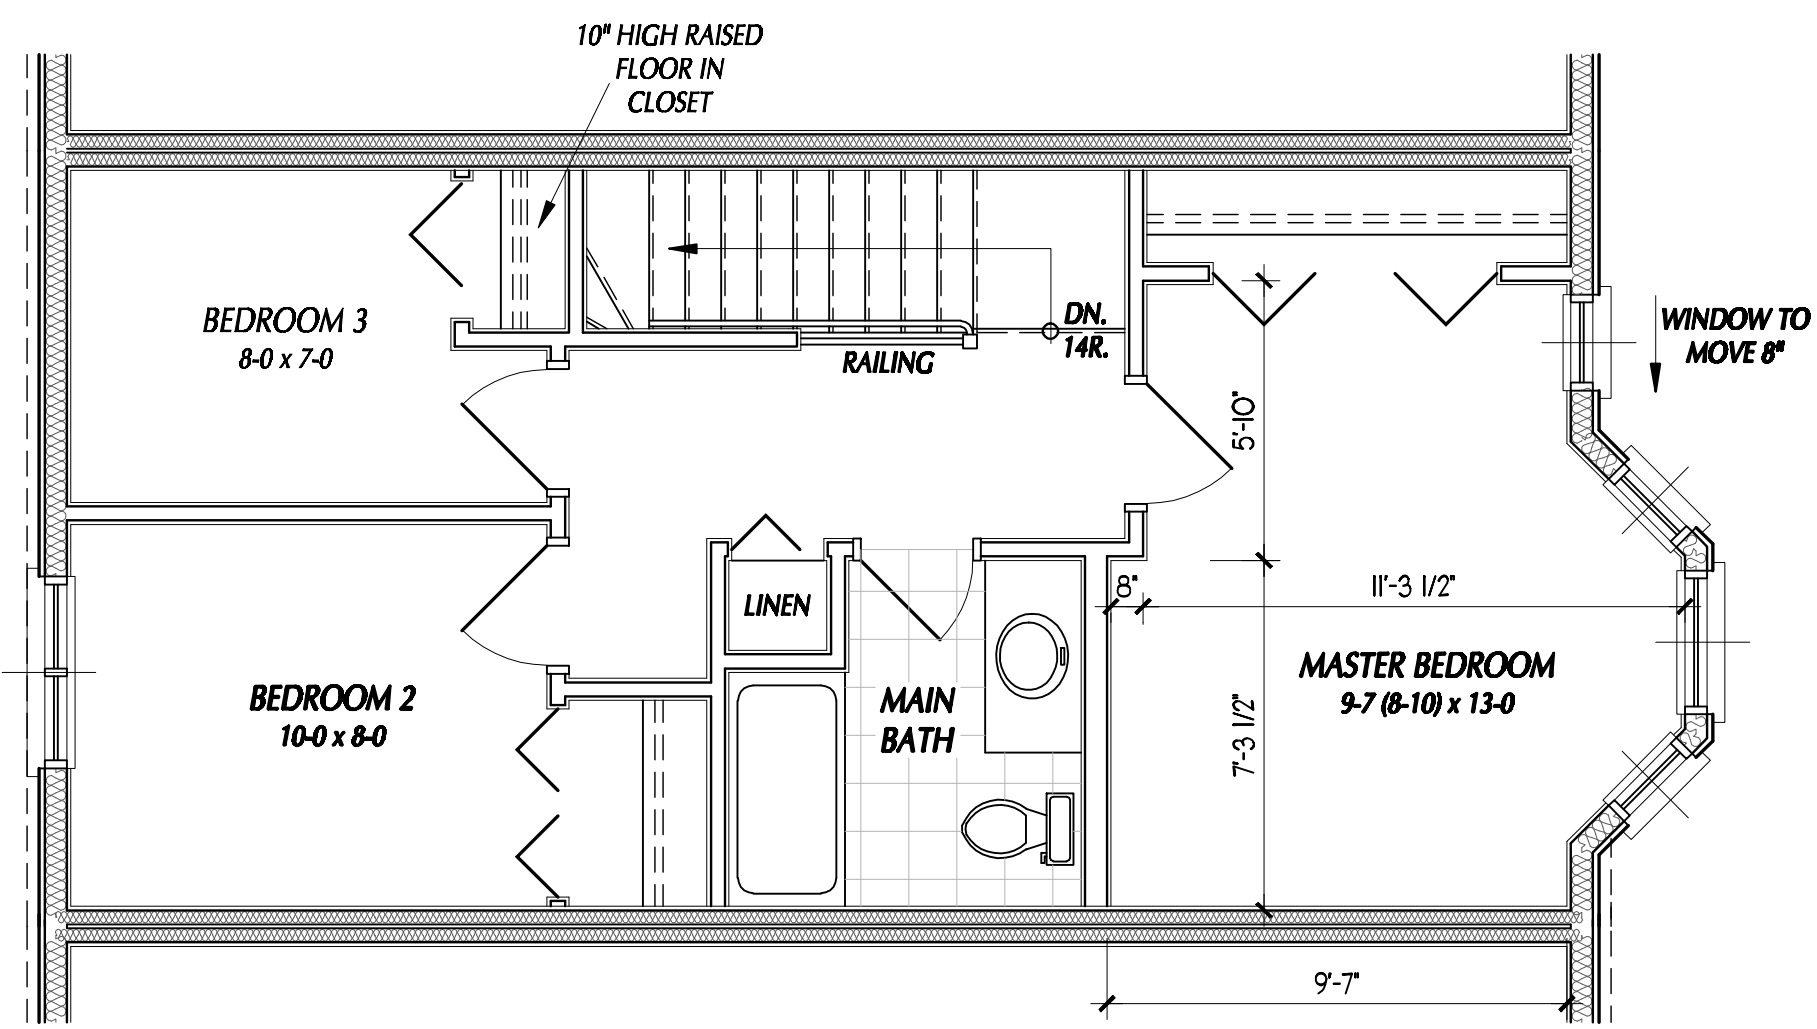 10" HIGH RAISED
FLOOR IN
CLOSET
BEDROOM 3
8-0 x 7-0
DN.
14R.
RAILING
WINDOW TO
MOVE 8"
5'-10"
8"
11'-3 1/2"
LINEN
MASTER BEDROOM
9-7 (8-10) x 13-0
BEDROOM 2
10-0 x 8-0
MAIN
BATH
7'-3 1/2"
9'-7"